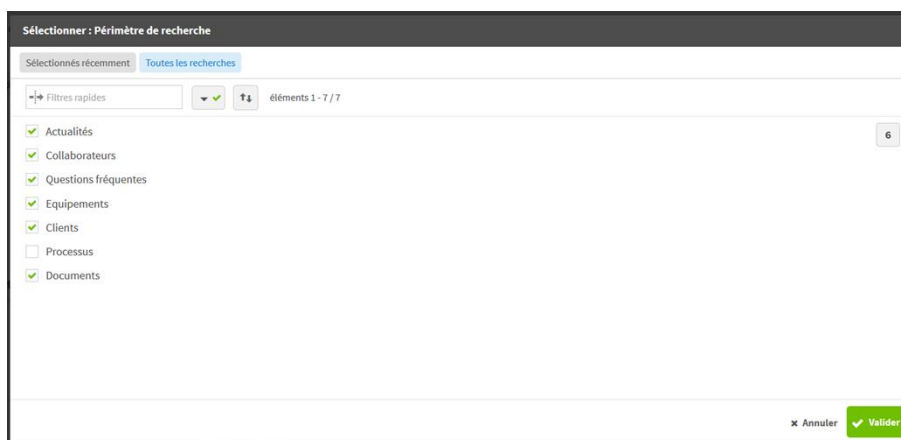 Sélectionner : Périmètre de recherche
Sélectionnés récemment Toutes les recherches
Filtres rapides éléments 1 - 7 / 7
Actualités
6
Collaborateurs
Questions fréquentes
Equipements
Clients
Processus
Documents
Annuler Valider